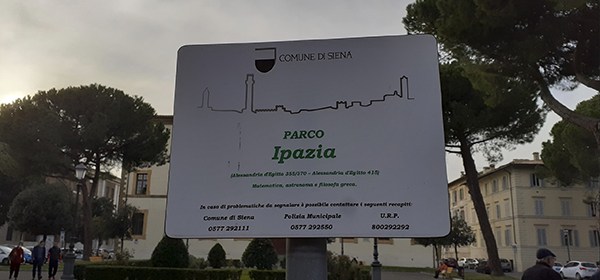 COMUNE DI SIENA
PARCO
Ipazia
(Alessandria d'Egitto 355/370 - Alessandria d'Egitto 415)
Matematica, astronoma e filosofa greca.
In caso di problematiche da segnalare è possibile contattare i seguenti recapiti:
Comune di Siena Polizia Municipale U.R.P.
0577 292111 0577 292550 800292292